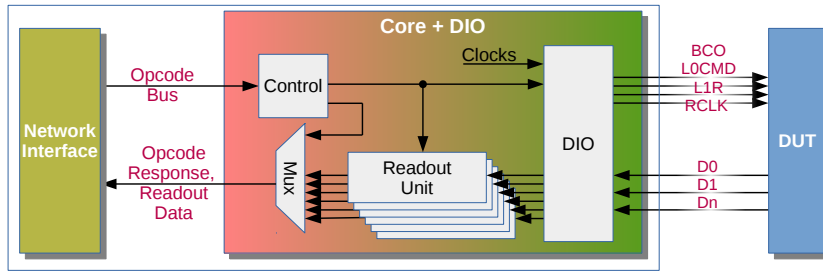 Core + DIO
Network
Interface
Opcode
Bus
Control
Clocks
DIO
BCO
L0CMD
L1R
RCLK
DUT
Opcode
Response,
Readout
Data
Mux
Readout
Unit
D0
D1
Dn